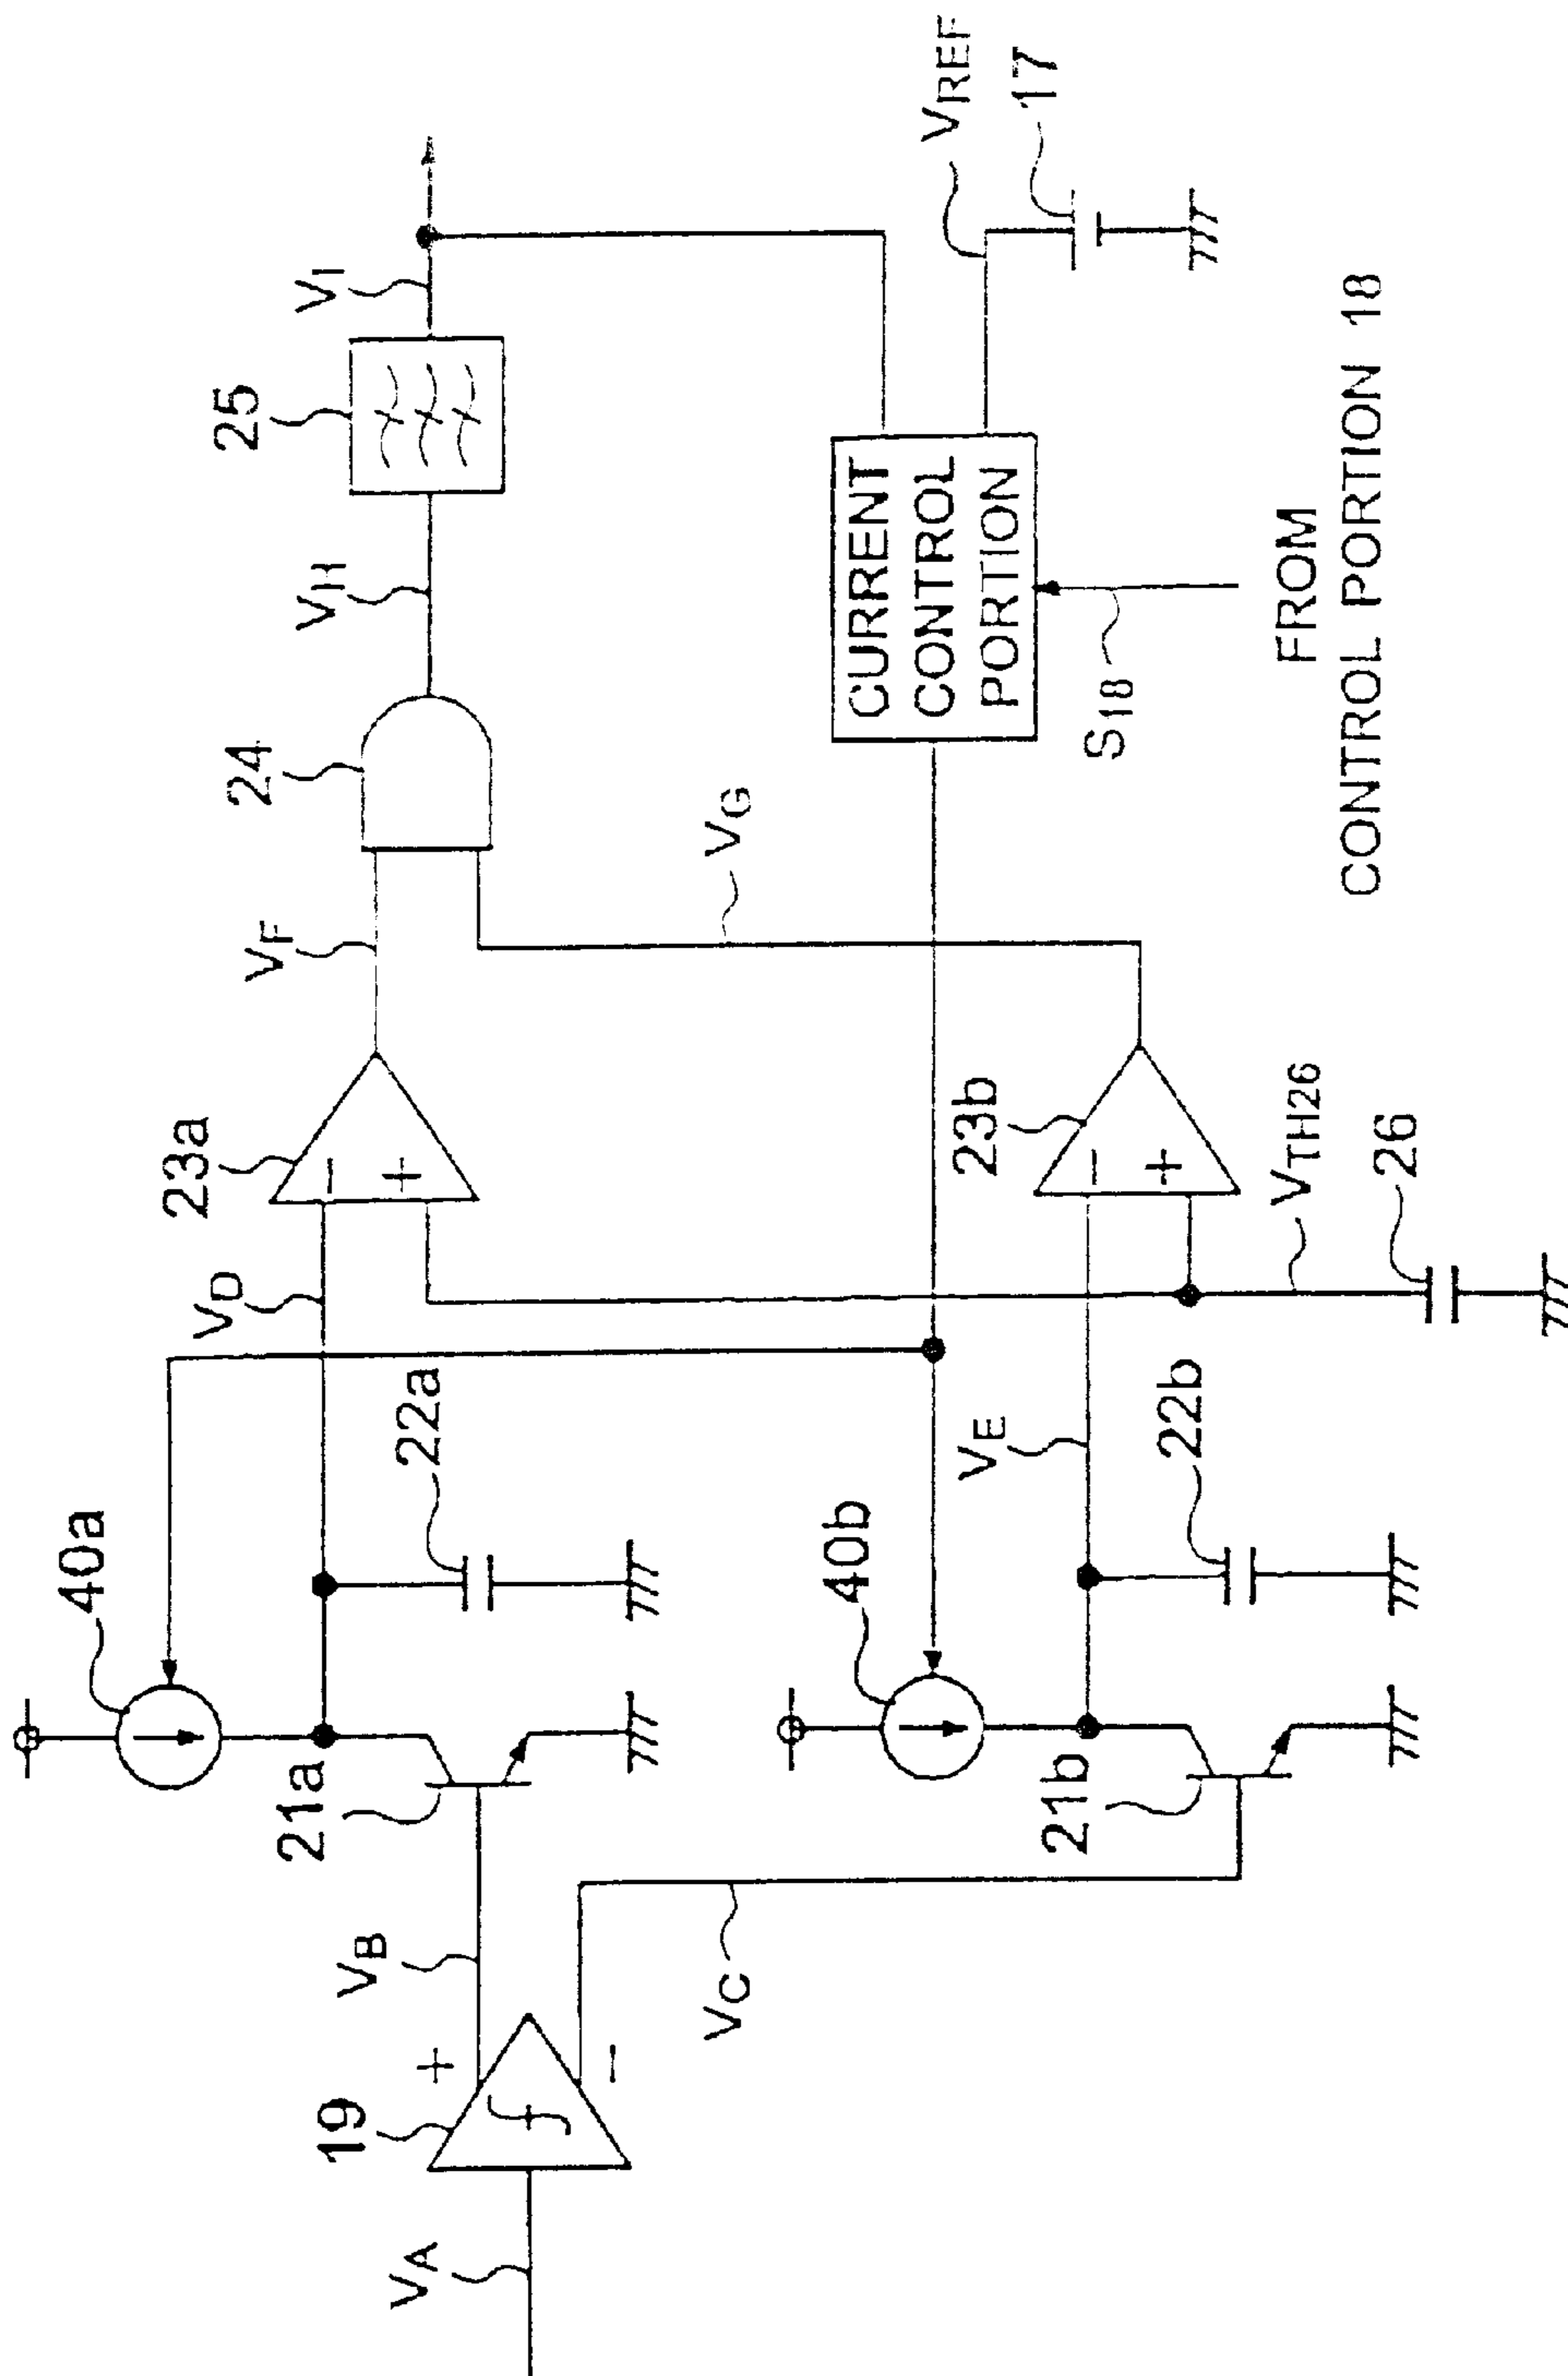 VA
19
+
−
VB
VC
21a
40a
22a
VD
21b
40b
22b
VE
23a
−
+
23b
−
+
VTH26
26
VF
VG
24
VH
25
VI
CURRENT
CONTROL
PORTION
S18
FROM
CONTROL PORTION 18
VREF
17